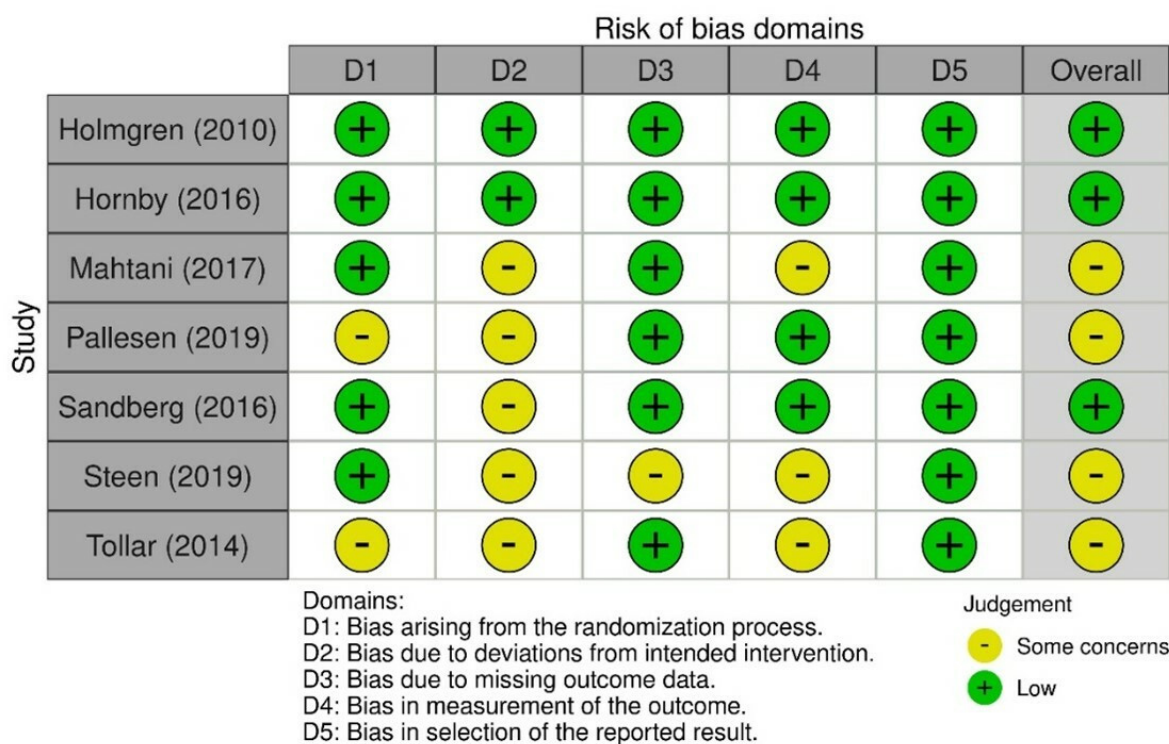 Risk of bias domains
D1 D2 D3 D4 D5 Overall
Study
Holmgren (2010) + + + + + +
Hornby (2016) + + + + + +
Mahtani (2017) + - + - + -
Pallesen (2019) - - + + + -
Sandberg (2016) + - + + + +
Steen (2019) + - - - + -
Tollar (2014) - - + - + -
Domains:
D1: Bias arising from the randomization process.
D2: Bias due to deviations from intended intervention.
D3: Bias due to missing outcome data.
D4: Bias in measurement of the outcome.
D5: Bias in selection of the reported result.
Judgement
- Some concerns
+ Low